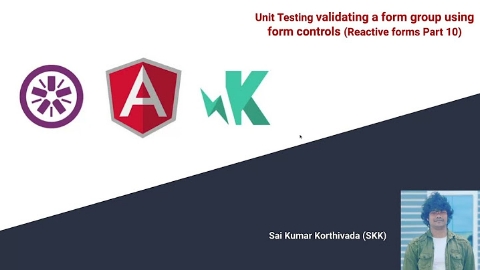 Unit Testing validating a form group using
form controls (Reactive forms Part 10)
A
K
Sai Kumar Korthivada (SKK)